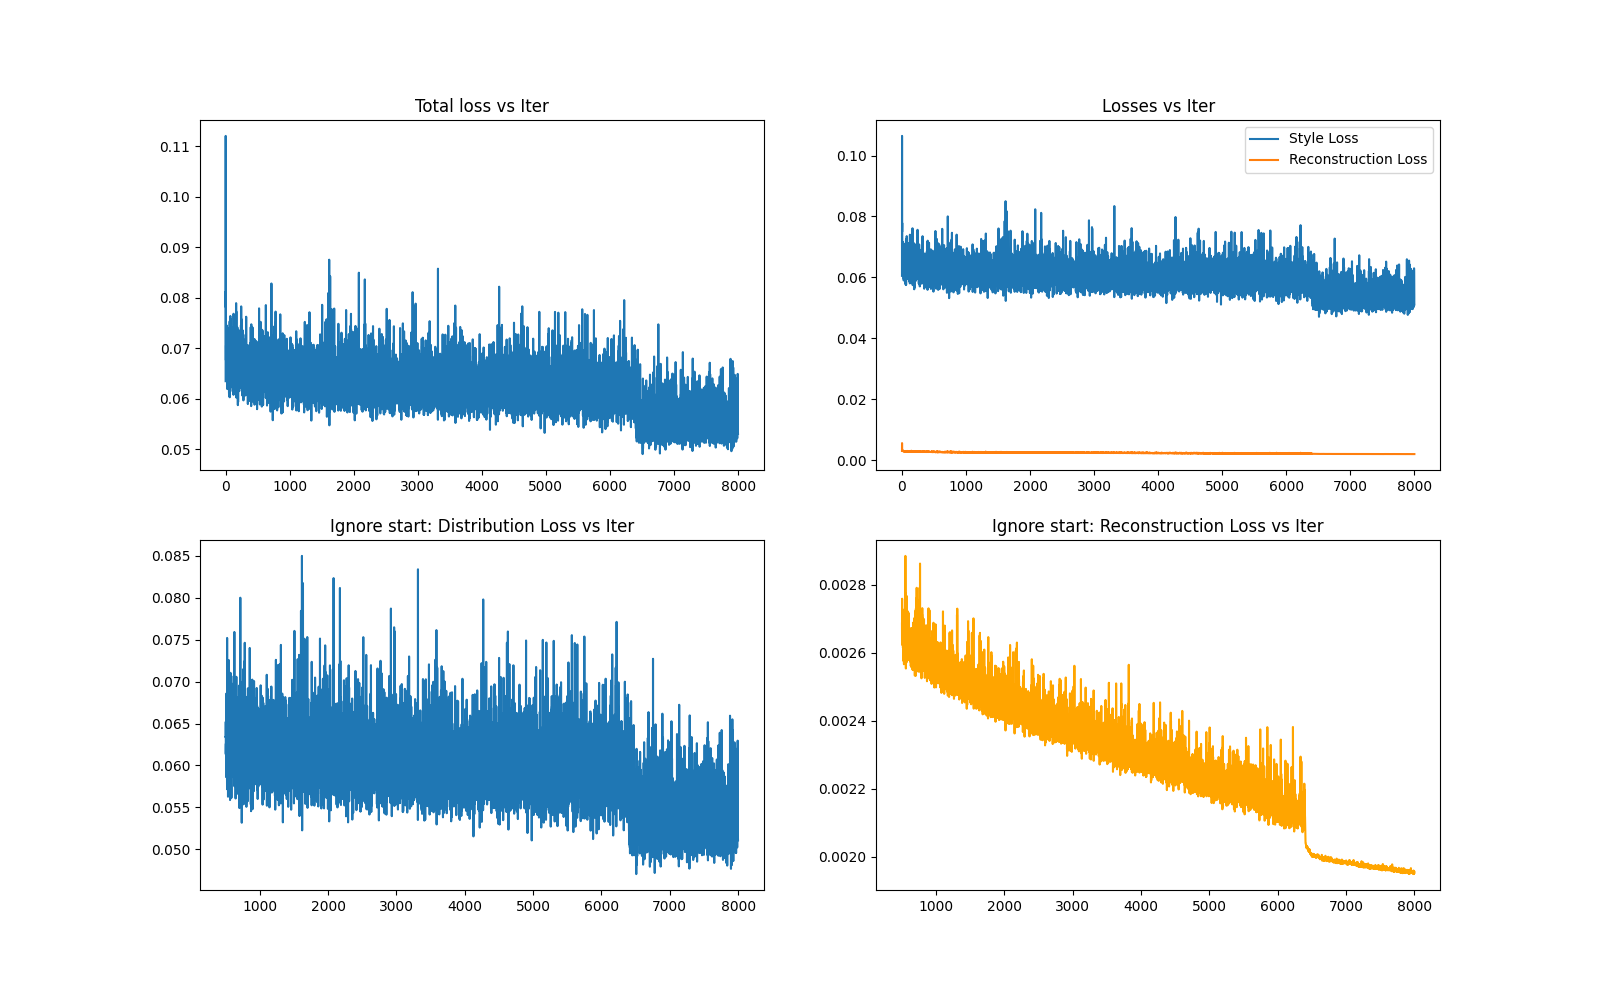 Total loss vs Iter
0.11
0.10
0.09
0.08
0.07
0.06
0.05
0 1000 2000 3000 4000 5000 6000 7000 8000
Losses vs Iter
Style Loss
Reconstruction Loss
0.10
0.08
0.06
0.04
0.02
0.00
0 1000 2000 3000 4000 5000 6000 7000 8000
Ignore start: Distribution Loss vs Iter
0.085
0.080
0.075
0.070
0.065
0.060
0.055
0.050
1000 2000 3000 4000 5000 6000 7000 8000
Ignore start: Reconstruction Loss vs Iter
0.0028
0.0026
0.0024
0.0022
0.0020
1000 2000 3000 4000 5000 6000 7000 8000